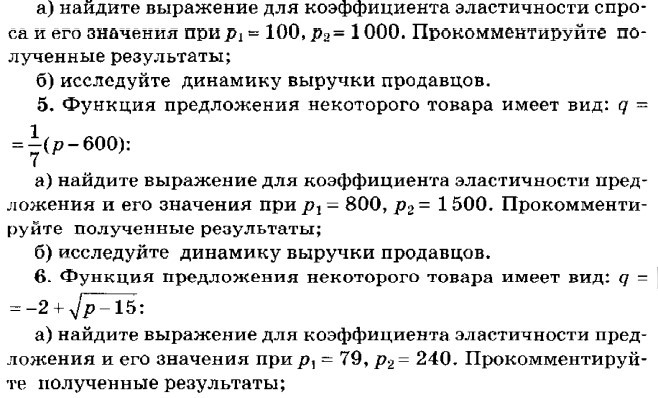 а) найдите выражение для коэффициента эластичности спро-
са и его значения при p₁ = 100, p₂ = 1000. Прокомментируйте по-
лученные результаты;
б) исследуйте динамику выручки продавцов.
5. Функция предложения некоторого товара имеет вид: q =
= 1/7 (p − 600):
а) найдите выражение для коэффициента эластичности пред-
ложения и его значения при p₁ = 800, p₂ = 1500. Прокомменти-
руйте полученные результаты;
б) исследуйте динамику выручки продавцов.
6. Функция предложения некоторого товара имеет вид: q =
= −2 + √(p − 15):
а) найдите выражение для коэффициента эластичности пред-
ложения и его значения при p₁ = 79, p₂ = 240. Прокомментируй-
те полученные результаты;